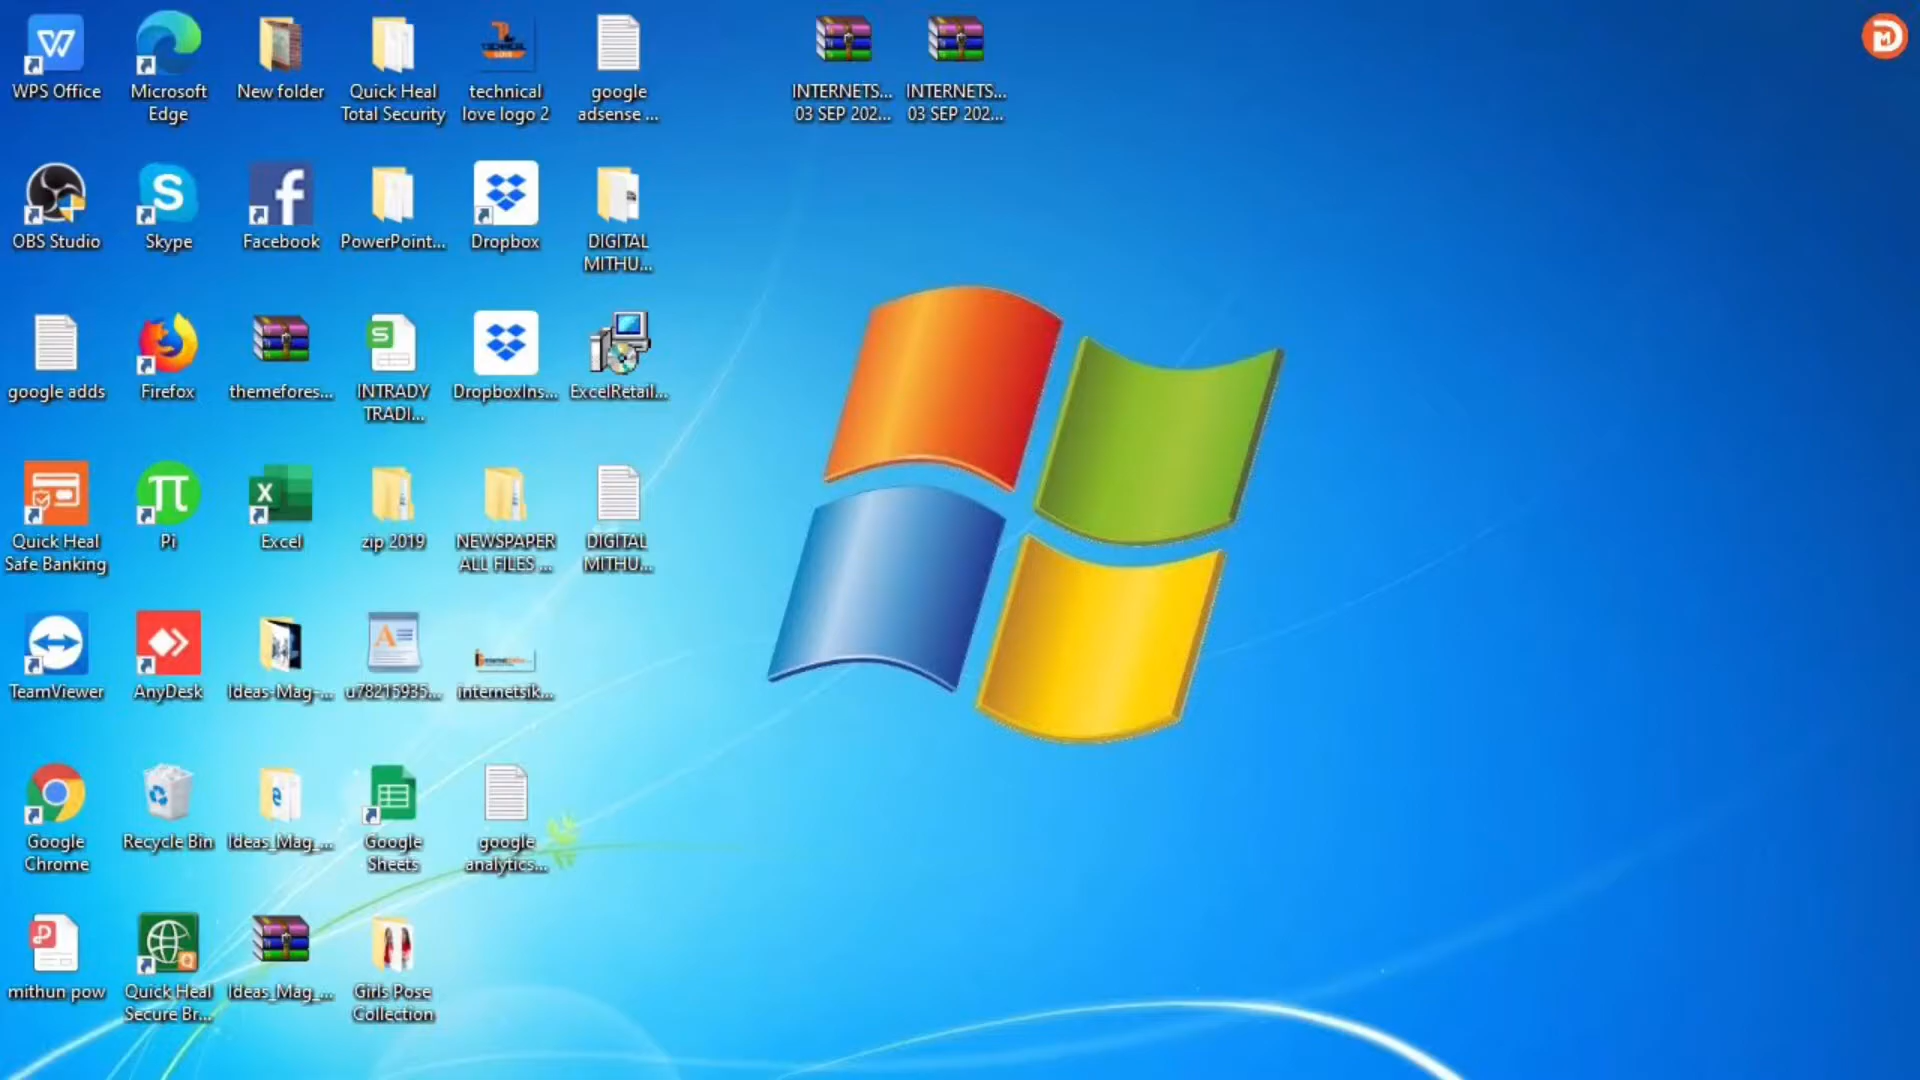 WPS Office
Microsoft
Edge
New folder
Quick Heal
Total Security
technical
love logo 2
google
adsense ...
INTERNETS...
03 SEP 202...
INTERNETS...
03 SEP 202...
OBS Studio
Skype
Facebook
PowerPoint...
Dropbox
DIGITAL
MITHU...
google adds
Firefox
themefores...
INTRADY
TRADI...
DropboxIns...
ExcelRetail...
Quick Heal
Safe Banking
Pi
Excel
zip 2019
NEWSPAPER
ALL FILES ...
DIGITAL
MITHU...
TeamViewer
AnyDesk
Ideas-Mag-...
u78215935...
internetsik...
Google
Chrome
Recycle Bin
Ideas_Mag_...
Google
Sheets
google
analytics...
mithun pow
Quick Heal
Secure Br...
Ideas_Mag_...
Girls Pose
Collection